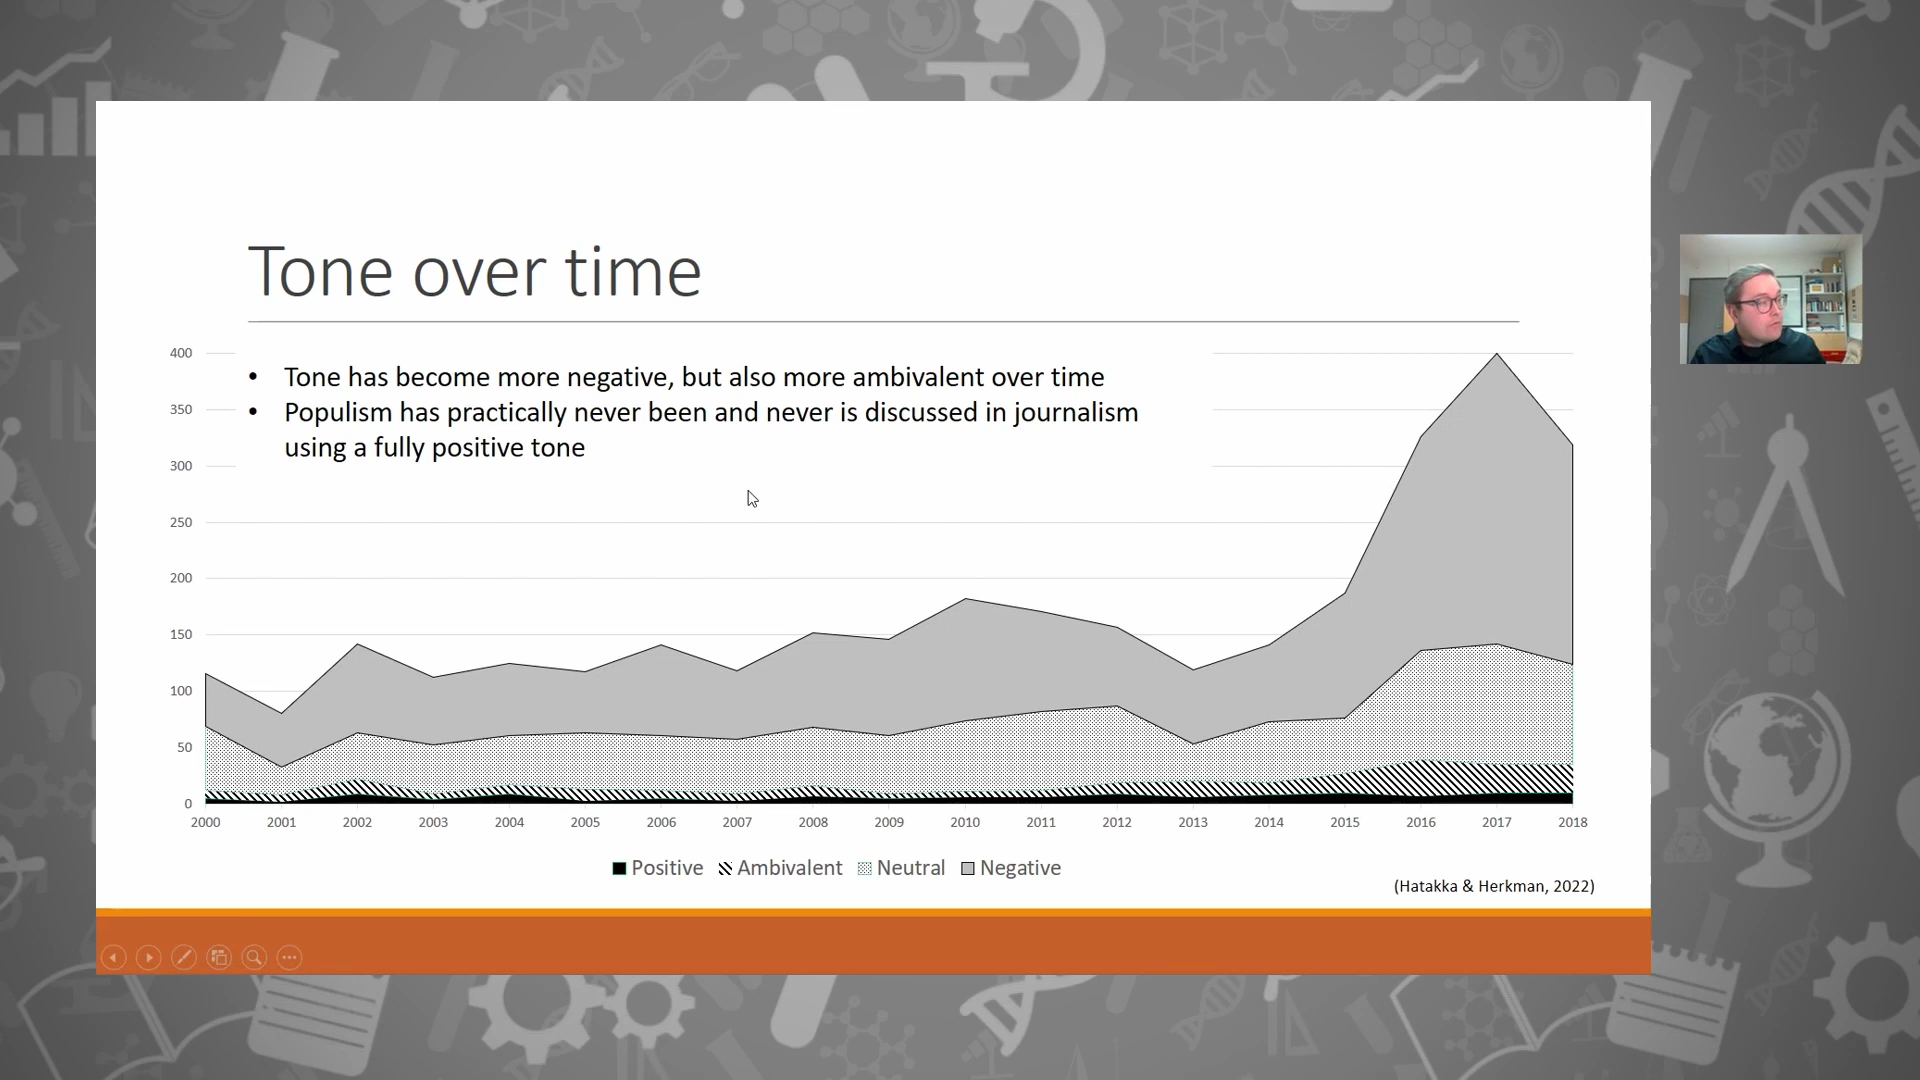 Tone over time
• Tone has become more negative, but also more ambivalent over time
• Populism has practically never been and never is discussed in journalism
using a fully positive tone
400
350
300
250
200
150
100
50
0
2000 2001 2002 2003 2004 2005 2006 2007 2008 2009 2010 2011 2012 2013 2014 2015 2016 2017 2018
Positive Ambivalent Neutral Negative
(Hatakka & Herkman, 2022)